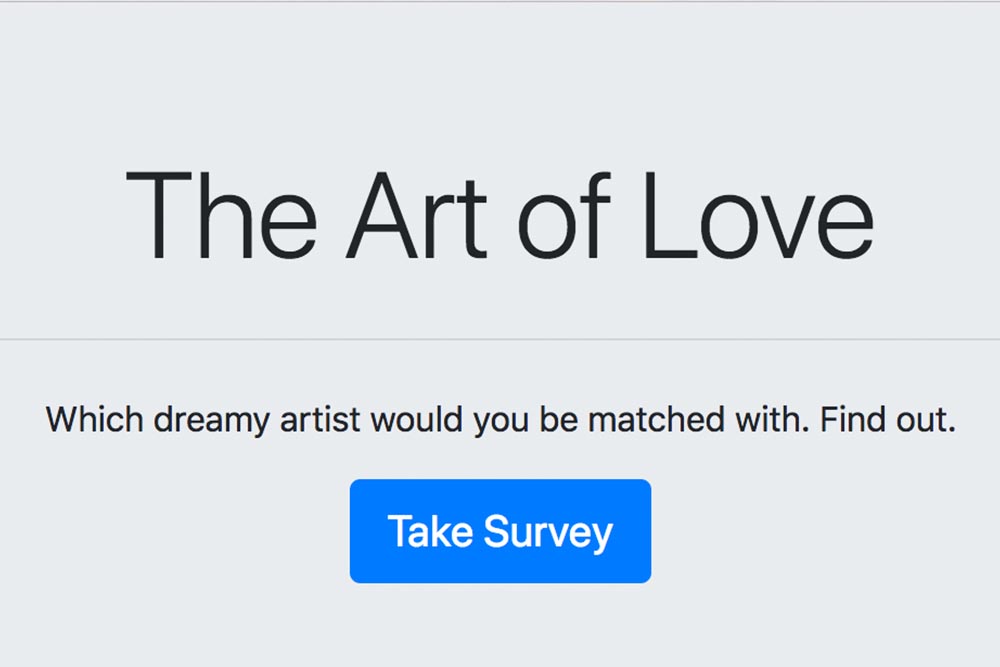 The Art of Love
Which dreamy artist would you be matched with. Find out.
Take Survey